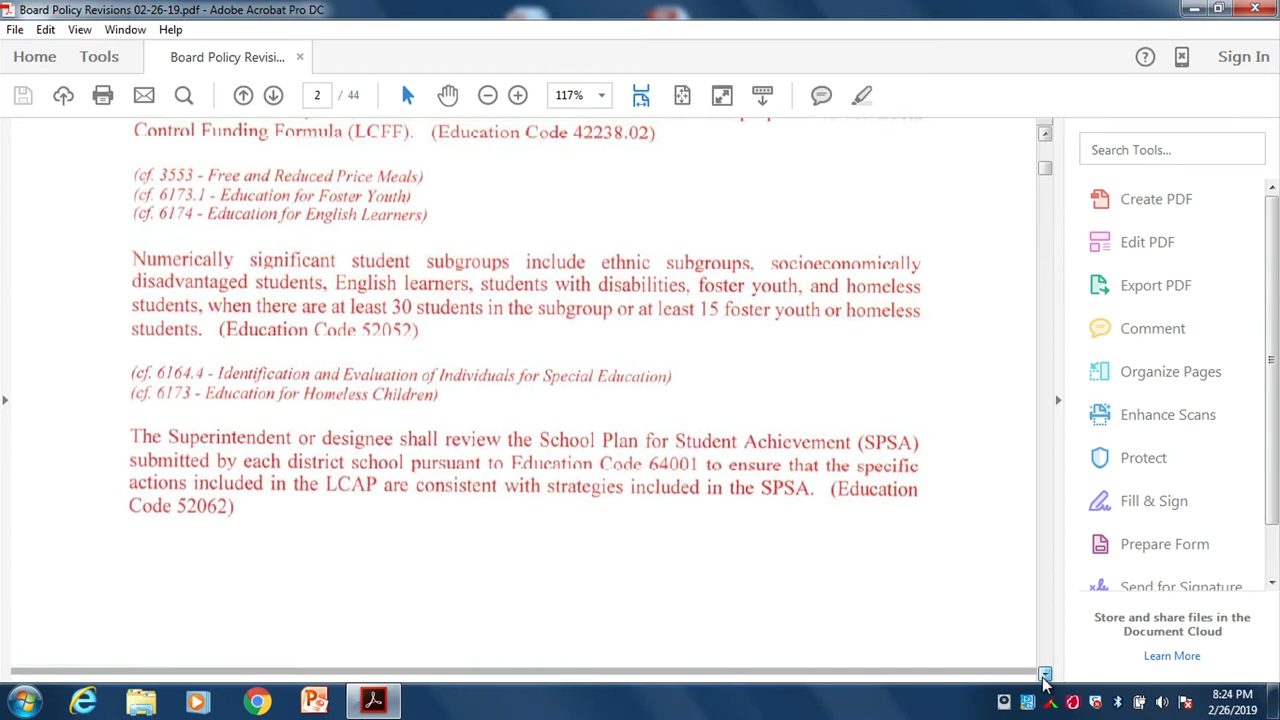 Board Policy Revisions 02-26-19.pdf - Adobe Acrobat Pro DC
File Edit View Window Help
Home Tools Board Policy Revisi... × Sign In
2 / 44 117%
Control Funding Formula (LCFF). (Education Code 42238.02)
(cf. 3553 - Free and Reduced Price Meals)
(cf. 6173.1 - Education for Foster Youth)
(cf. 6174 - Education for English Learners)
Numerically significant student subgroups include ethnic subgroups, socioeconomically
disadvantaged students, English learners, students with disabilities, foster youth, and homeless
students, when there are at least 30 students in the subgroup or at least 15 foster youth or homeless
students. (Education Code 52052)
(cf. 6164.4 - Identification and Evaluation of Individuals for Special Education)
(cf. 6173 - Education for Homeless Children)
The Superintendent or designee shall review the School Plan for Student Achievement (SPSA)
submitted by each district school pursuant to Education Code 64001 to ensure that the specific
actions included in the LCAP are consistent with strategies included in the SPSA. (Education
Code 52062)
Search Tools...
Create PDF
Edit PDF
Export PDF
Comment
Organize Pages
Enhance Scans
Protect
Fill & Sign
Prepare Form
Send for Signature
Store and share files in the
Document Cloud
Learn More
8:24 PM
2/26/2019